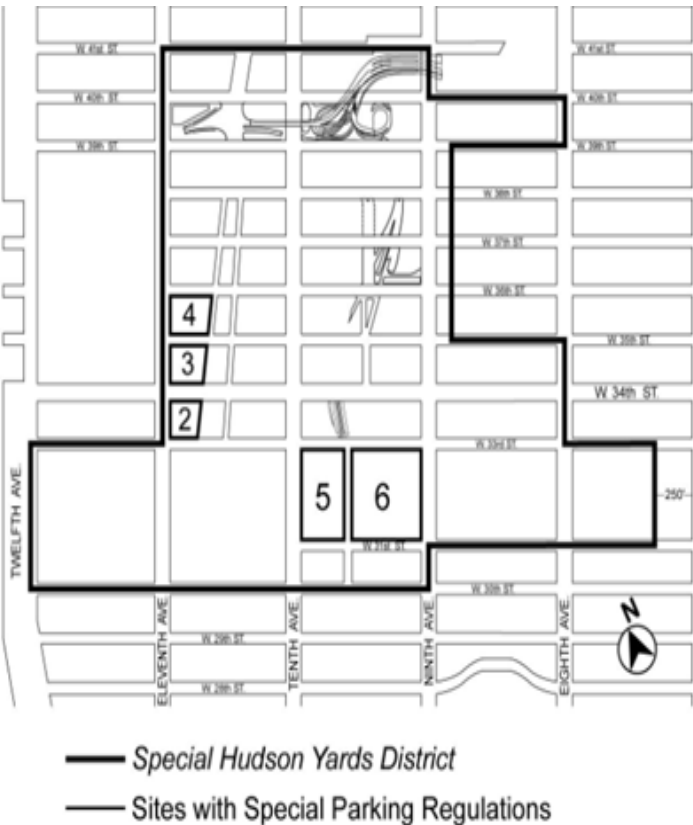 W. 41st ST.
W. 41st ST.
W. 40th ST.
W. 40th ST.
W. 39th ST.
W. 39th ST.
W. 38th ST.
W. 37th ST.
W. 36th ST.
4
W. 35th ST.
3
W. 34th ST.
2
W. 33rd ST.
5
6
250'
TWELFTH AVE.
W. 31st ST.
W. 30th ST.
N
ELEVENTH AVE.
TENTH AVE.
NINTH AVE.
EIGHTH AVE.
W. 29th ST.
W. 28th ST.
Special Hudson Yards District
Sites with Special Parking Regulations